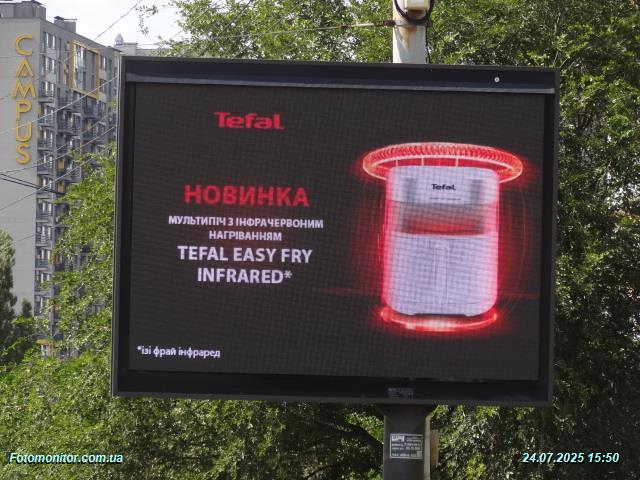 CAMPUS
Tefal
Tefal
НОВИНКА
МУЛЬТИПІЧ З ІНФРАЧЕРВОНИМ
НАГРІВАННЯМ
TEFAL EASY FRY
INFRARED*
*ізі фрай інфраред
Fotomonitor.com.ua
24.07.2025 15:50